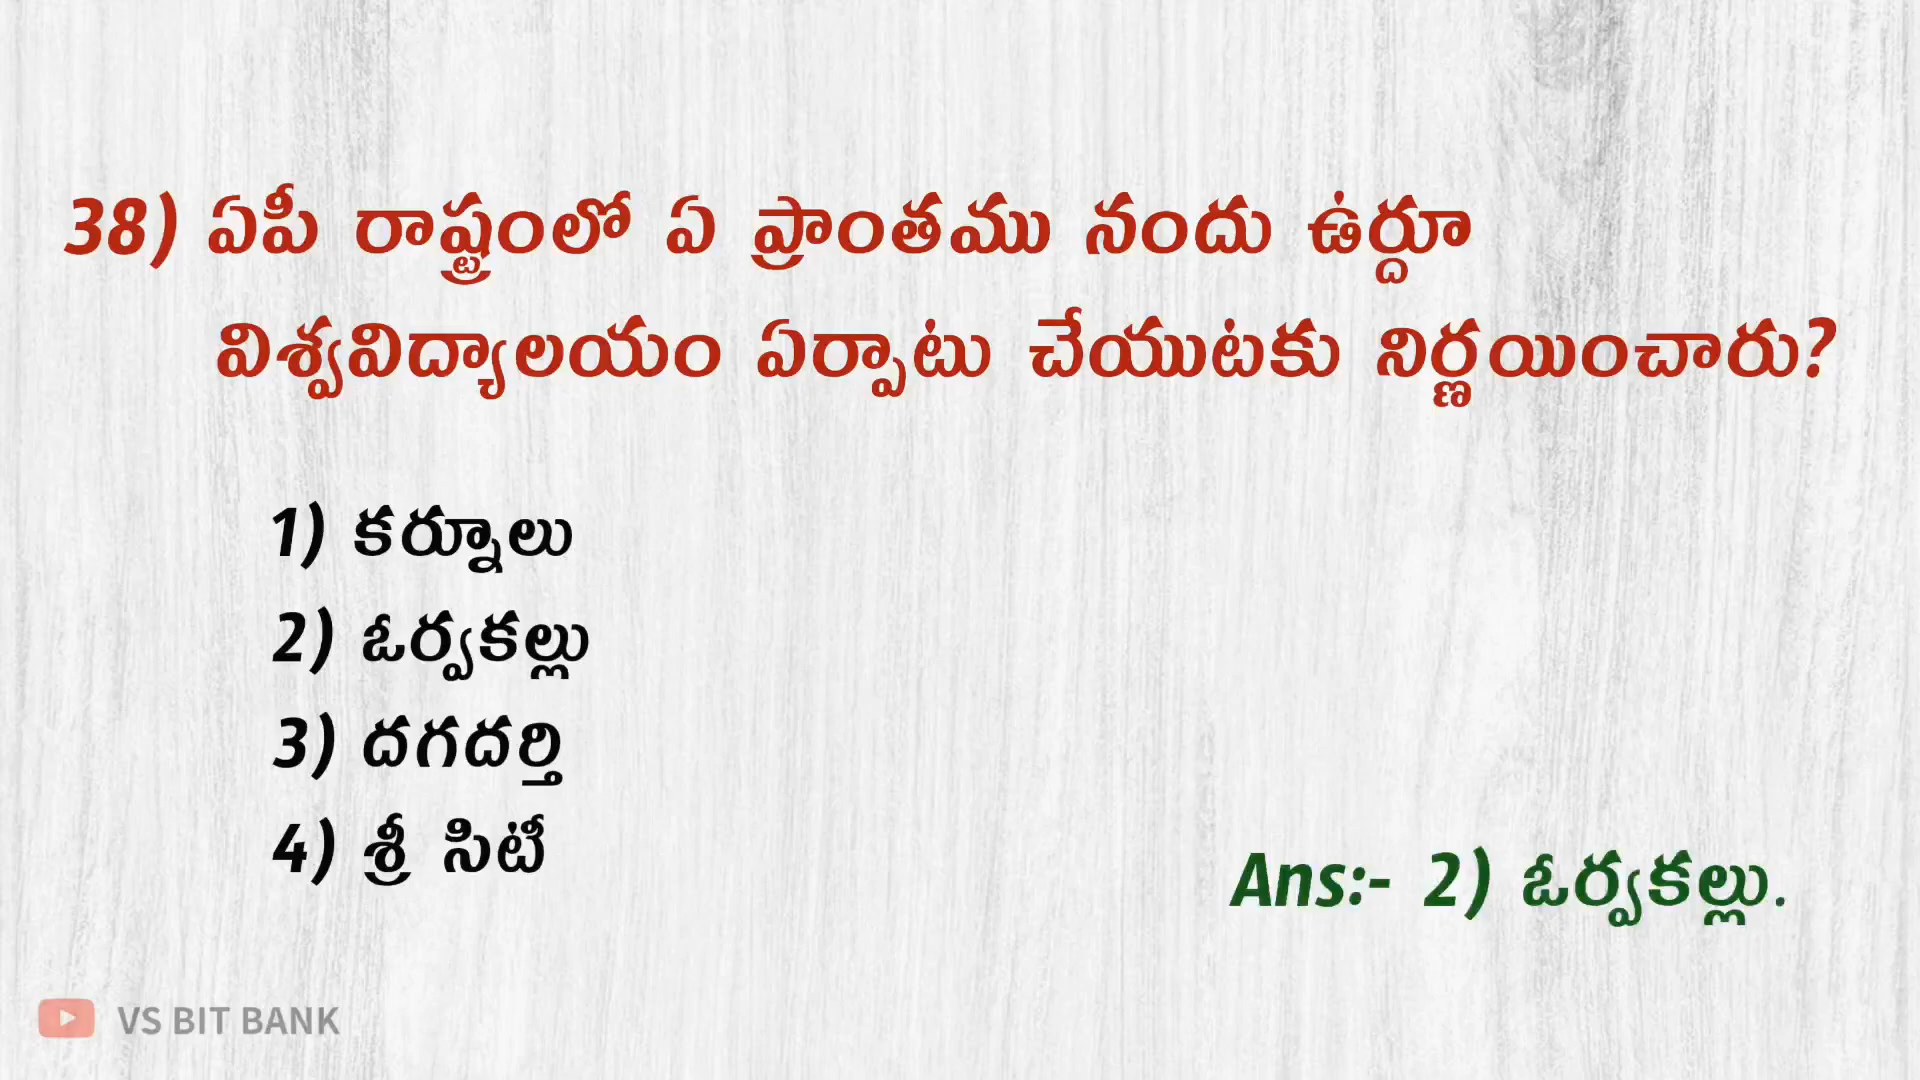 38) ఏపీ రాష్ట్రంలో ఏ ప్రాంతము నందు ఉర్దూ
విశ్వవిద్యాలయం ఏర్పాటు చేయుటకు నిర్ణయించారు?
1) కర్నూలు
2) ఓర్వకల్లు
3) దగదర్తి
4) శ్రీ సిటీ
Ans:- 2) ఓర్వకల్లు.
VS BIT BANK